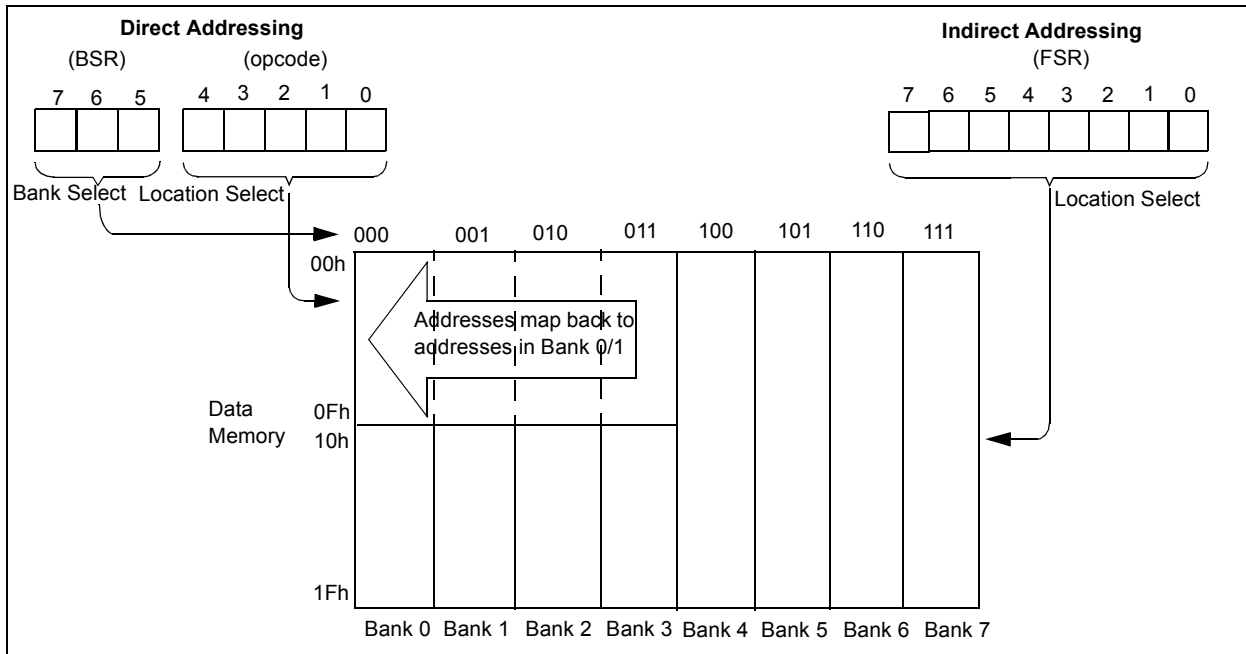 Direct Addressing
(BSR) (opcode)
7 6 5 4 3 2 1 0
Bank Select Location Select
Indirect Addressing
(FSR)
7 6 5 4 3 2 1 0
Location Select
000 001 010 011 100 101 110 111
00h
Addresses map back to
addresses in Bank 0/1
Data
Memory
0Fh
10h
1Fh
Bank 0 Bank 1 Bank 2 Bank 3 Bank 4 Bank 5 Bank 6 Bank 7